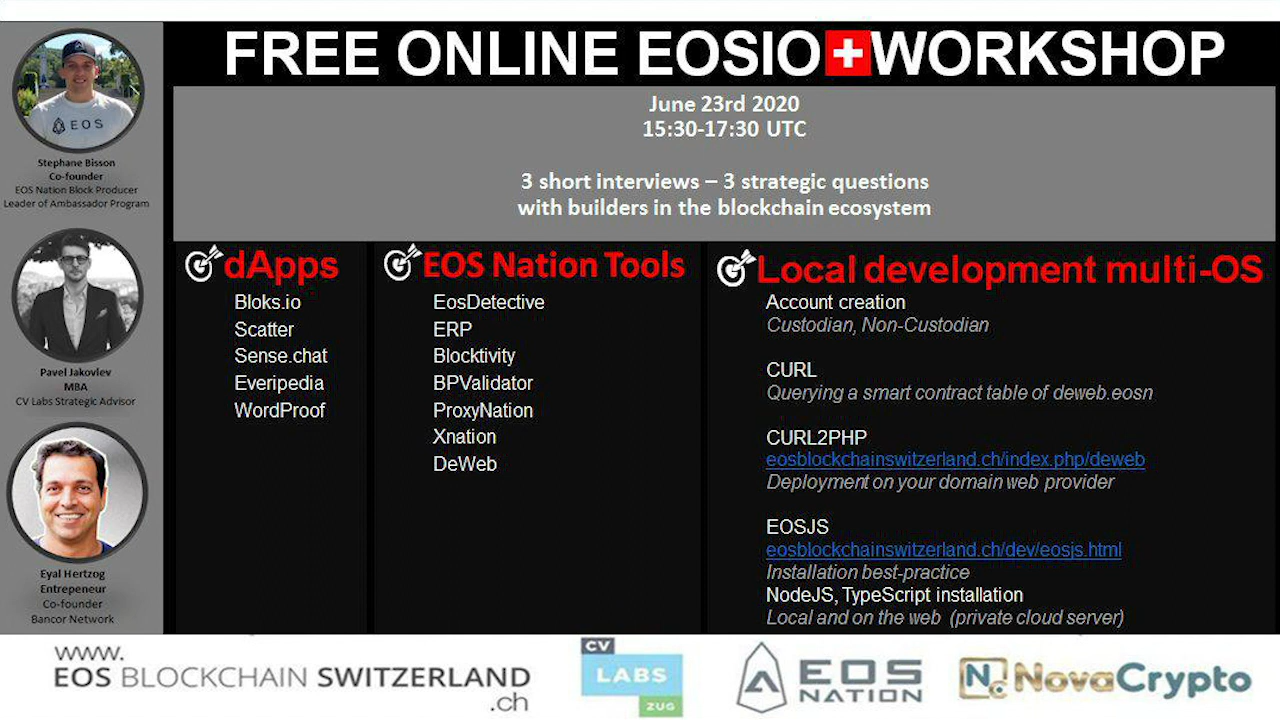 FREE ONLINE EOSIO WORKSHOP
June 23rd 2020
15:30-17:30 UTC
3 short interviews – 3 strategic questions
with builders in the blockchain ecosystem
EOS
Stephane Bisson
Co-founder
EOS Nation Block Producer
Leader of Ambassador Program
Pavel Jakovlev
MBA
CV Labs Strategic Advisor
Eyal Hertzog
Entrepeneur
Co-founder
Bancor Network
dApps
Bloks.io
Scatter
Sense.chat
Everipedia
WordProof
EOS Nation Tools
EosDetective
ERP
Blocktivity
BPValidator
ProxyNation
Xnation
DeWeb
Local development multi-OS
Account creation
Custodian, Non-Custodian
CURL
Querying a smart contract table of deweb.eosn
CURL2PHP
eosblockchainswitzerland.ch/index.php/deweb
Deployment on your domain web provider
EOSJS
eosblockchainswitzerland.ch/dev/eosjs.html
Installation best-practice
NodeJS, TypeScript installation
Local and on the web (private cloud server)
www.
EOS BLOCKCHAIN SWITZERLAND
.ch
CV
LABS
ZUG
EOS
NATION
N.
NovaCrypto